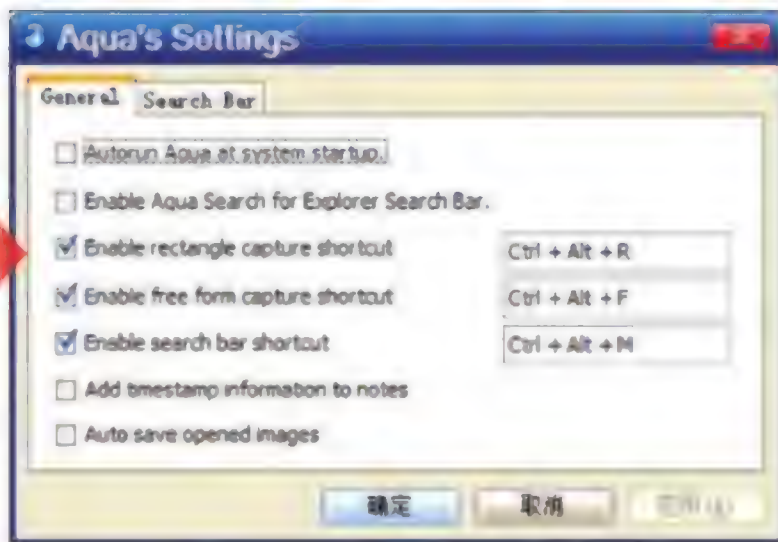 Aqua's Settings
General Search Bar
Autorun Aqua at system startup.
Enable Aqua Search for Explorer Search Bar.
Enable rectangle capture shortcut Ctrl + Alt + R
Enable free form capture shortcut Ctrl + Alt + F
Enable search bar shortcut Ctrl + Alt + M
Add timestamp information to notes
Auto save opened images
确定 取消